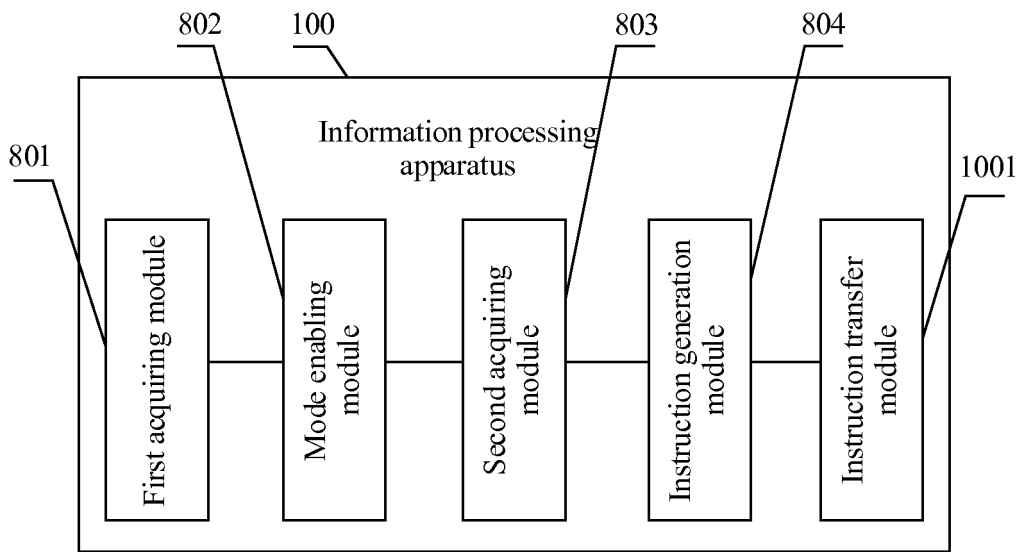 802
100
803
804
Information processing
apparatus
801
1001
First acquiring module
Mode enabling
module
Second acquiring
module
Instruction generation
module
Instruction transfer
module